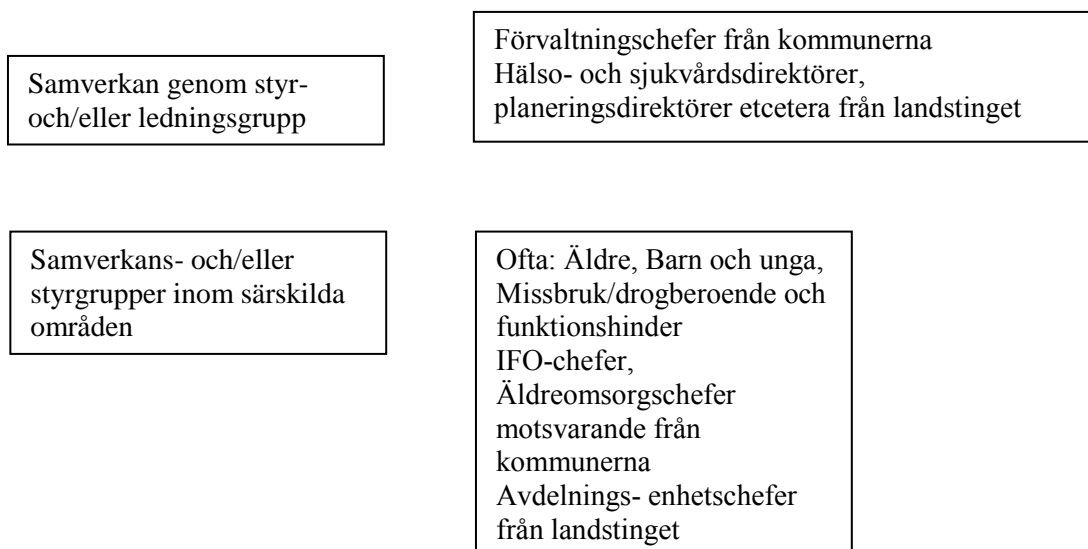 Samverkan genom styr-
och/eller ledningsgrupp
Förvaltningschefer från kommunerna
Hälso- och sjukvårdsdirektörer,
planeringsdirektörer etcetera från landstinget
Samverkans- och/eller
styrgrupper inom särskilda
områden
Ofta: Äldre, Barn och unga,
Missbruk/drogberoende och
funktionshinder
IFO-chefer,
Äldreomsorgschefer
motsvarande från
kommunerna
Avdelnings- enhetschefer
från landstinget